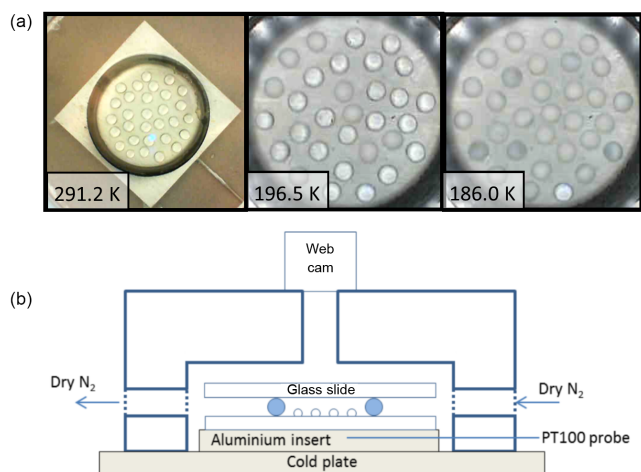 (a)
291.2 K
196.5 K
186.0 K
Web
cam
(b)
Dry N₂
Dry N₂
Glass slide
Aluminium insert
PT100 probe
Cold plate